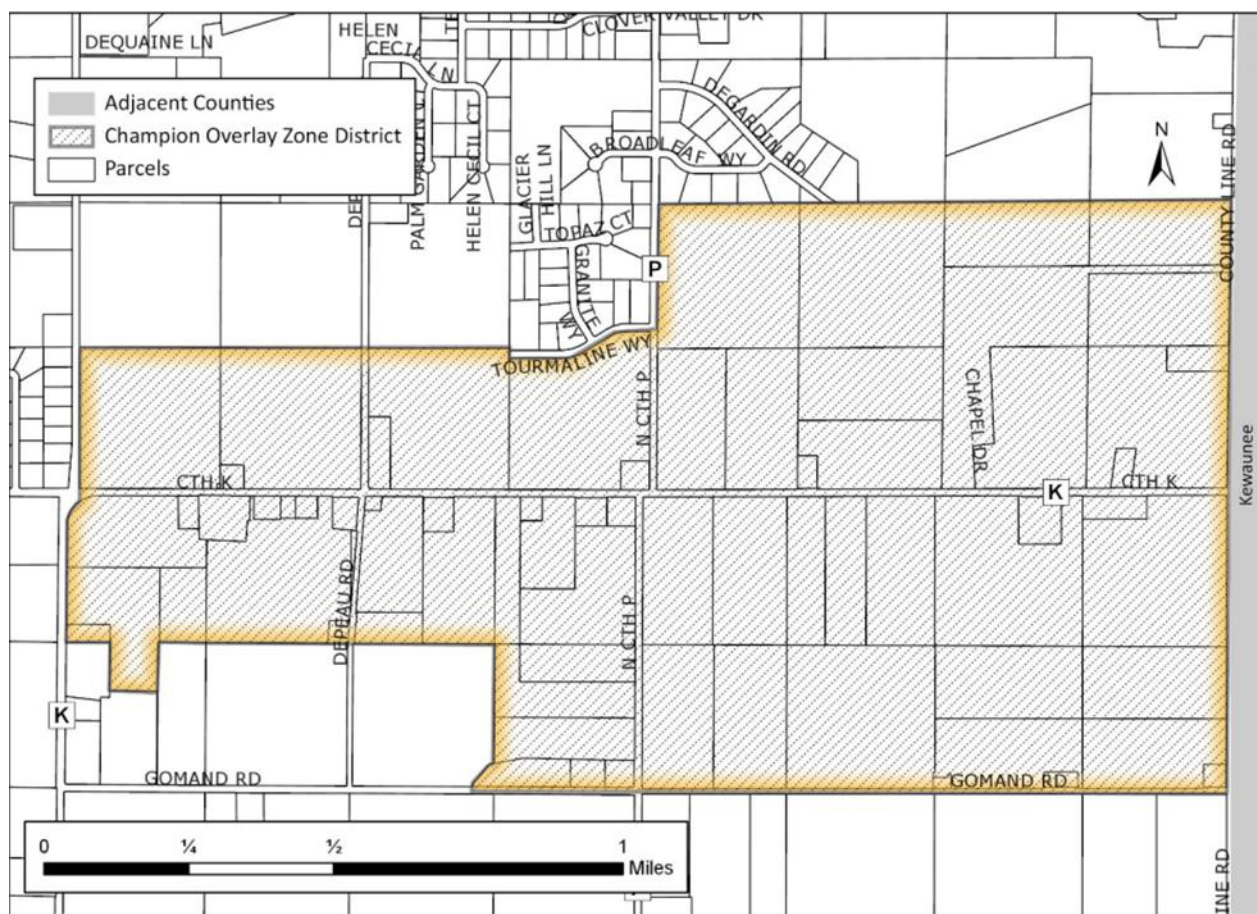 CLOVER VALLEY DR
HELEN
DEQUAINE LN
CECIL LN
Adjacent Counties
Champion Overlay Zone District
Parcels
DEGARDIN RD
BROADLEAF WY
N
COUNTY LINE RD
PALM GARDEN
HELEN CECIL CT
GLACIER
HILL LN
TOPAZ CT
P
GRANITE
WY
TOURMALINE WY
N CTH P
CHAPEL DR
CTH K
K
CTH K
Kewaunee
DEPEAU RD
N CTH P
K
GOMAND RD
GOMAND RD
0 ¼ ½ 1
Miles